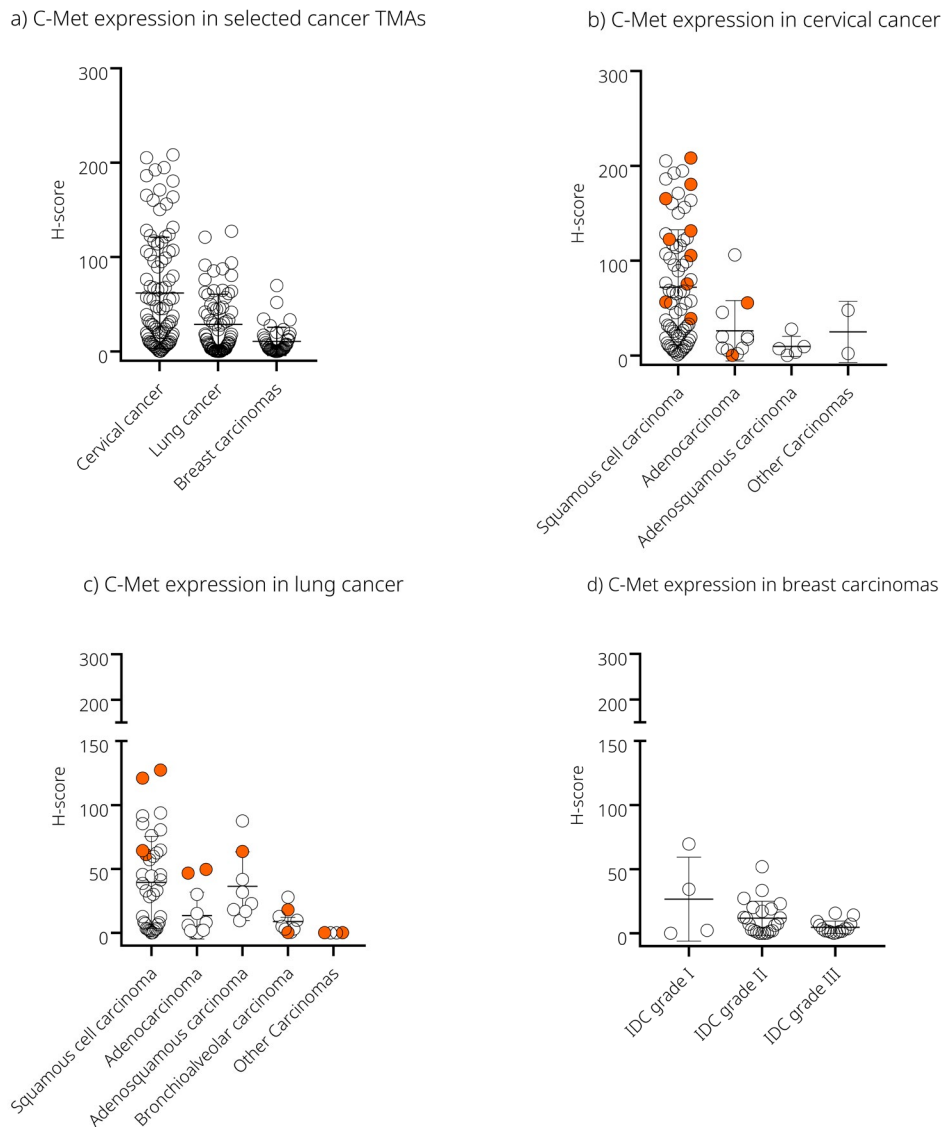 a) C-Met expression in selected cancer TMAs
300
200
100
0
H-score
Cervical cancer
Lung cancer
Breast carcinomas
b) C-Met expression in cervical cancer
300
200
100
0
H-score
Squamous cell carcinoma
Adenocarcinoma
Adenosquamous carcinoma
Other Carcinomas
c) C-Met expression in lung cancer
300
200
150
100
50
0
H-score
Squamous cell carcinoma
Adenocarcinoma
Adenosquamous carcinoma
Bronchioalveolar carcinoma
Other Carcinomas
d) C-Met expression in breast carcinomas
300
200
150
100
50
0
H-score
IDC grade I
IDC grade II
IDC grade III